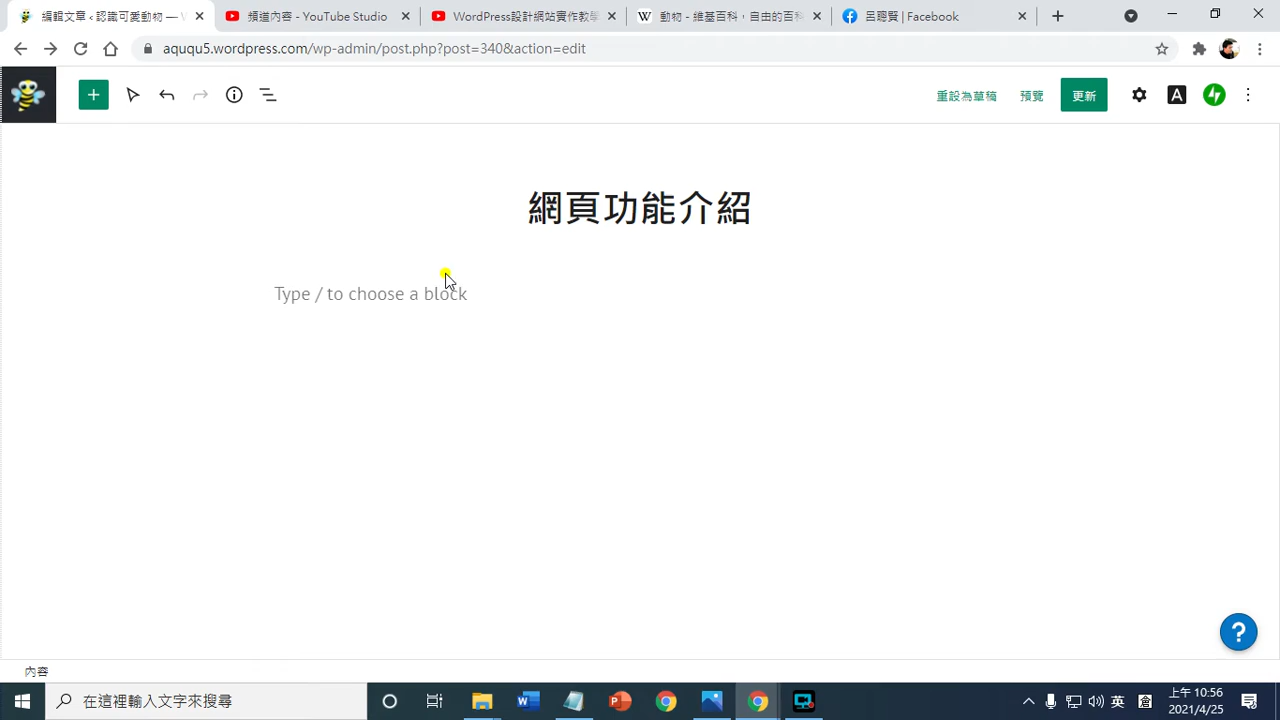 編輯文章 ‹ 認識可愛動物 — W
頻道內容 - YouTube Studio
WordPress設計網站實作教學
動物 - 維基百科，自由的百科
呂聰賢 | Facebook
aququ5.wordpress.com/wp-admin/post.php?post=340&action=edit
重設為草稿
預覽
更新
網頁功能介紹
Type / to choose a block
內容
在這裡輸入文字來搜尋
英
倉
上午 10:56
2021/4/25